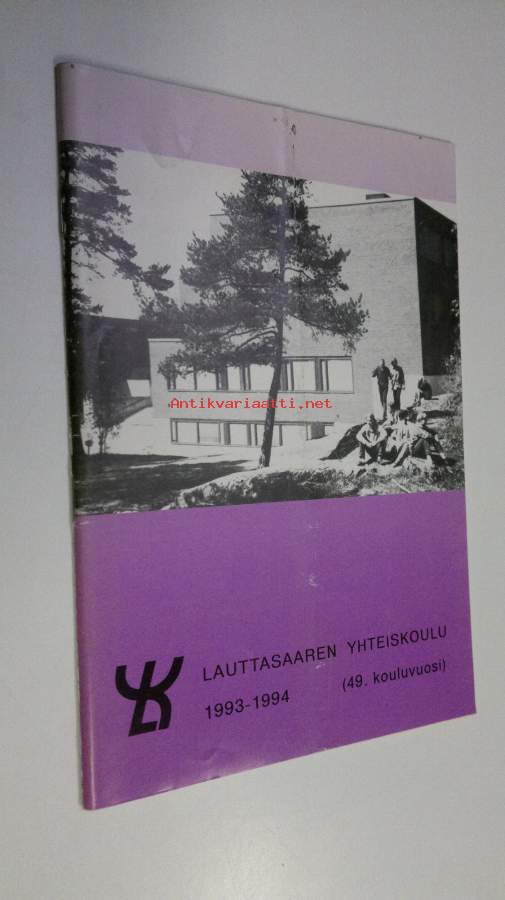 Antikvariaatti.net
LAUTTASAAREN YHTEISKOULU
1993-1994 (49. kouluvuosi)